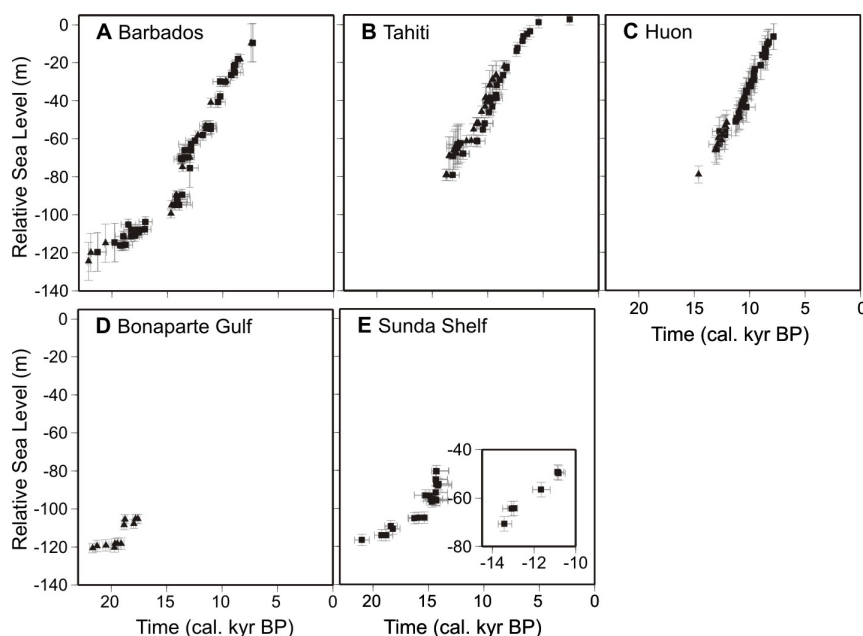 A Barbados
B Tahiti
C Huon
Relative Sea Level (m)
0
-20
-40
-60
-80
-100
-120
-140
20 15 10 5 0
Time (cal. kyr BP)
D Bonaparte Gulf
E Sunda Shelf
Relative Sea Level (m)
0
-20
-40
-60
-80
-100
-120
-140
-40
-60
-80
-14 -12 -10
20 15 10 5 0
20 15 10 5 0
Time (cal. kyr BP)
Time (cal. kyr BP)